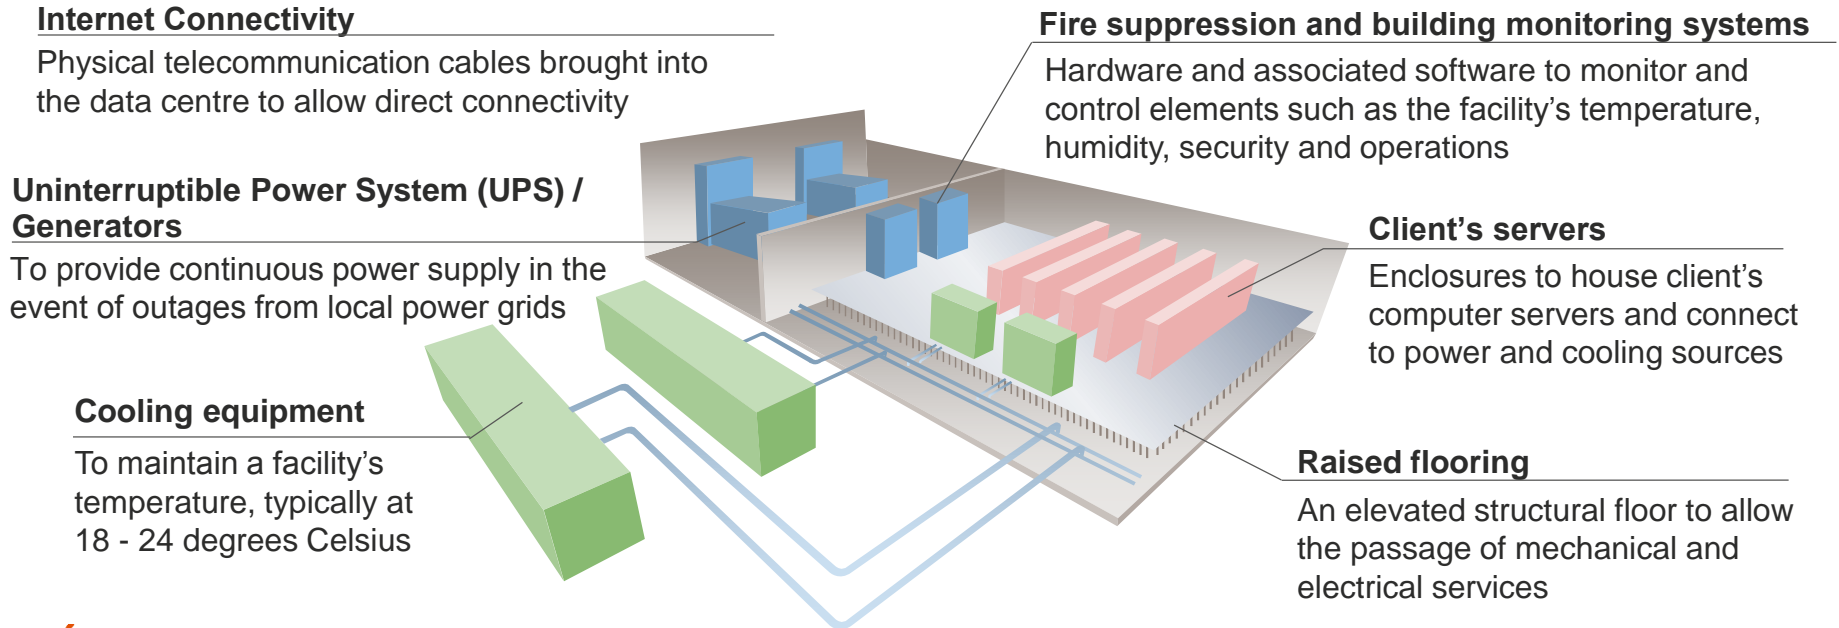 Internet Connectivity
Physical telecommunication cables brought into
the data centre to allow direct connectivity
Fire suppression and building monitoring systems
Hardware and associated software to monitor and
control elements such as the facility’s temperature,
humidity, security and operations
Uninterruptible Power System (UPS) /
Generators
To provide continuous power supply in the
event of outages from local power grids
Client’s servers
Enclosures to house client’s
computer servers and connect
to power and cooling sources
Cooling equipment
To maintain a facility’s
temperature, typically at
18 - 24 degrees Celsius
Raised flooring
An elevated structural floor to allow
the passage of mechanical and
electrical services